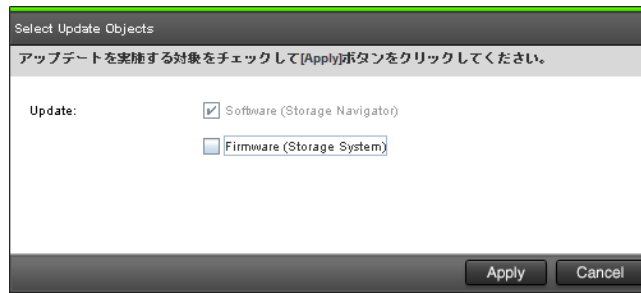 Select Update Objects
アップデートを実施する対象をチェックして[Apply]ボタンをクリックしてください。
Update:
Software (Storage Navigator)
Firmware (Storage System)
Apply Cancel